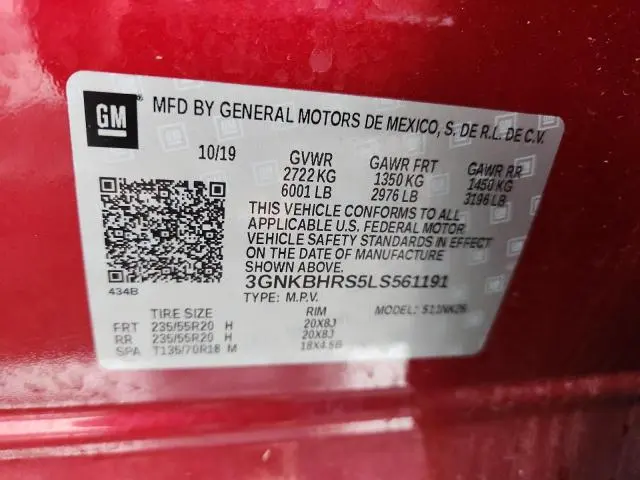 GM MFD BY GENERAL MOTORS DE MEXICO, S. DE R.L. DE C.V.
10/19 GVWR GAWR FRT GAWR RR
2722 KG 1350 KG 1450 KG
6001 LB 2976 LB 3196 LB
THIS VEHICLE CONFORMS TO ALL
APPLICABLE U.S. FEDERAL MOTOR
VEHICLE SAFETY STANDARDS IN EFFECT
ON THE DATE OF MANUFACTURE
SHOWN ABOVE.
434B 3GNKBHRS5LS561191
TYPE: M.P.V. MODEL:
TIRE SIZE RIM
FRT 235/55R20 H 20X8J
RR 235/55R20 H 20X8J
SPA T135/70R18 M 18X4.5B